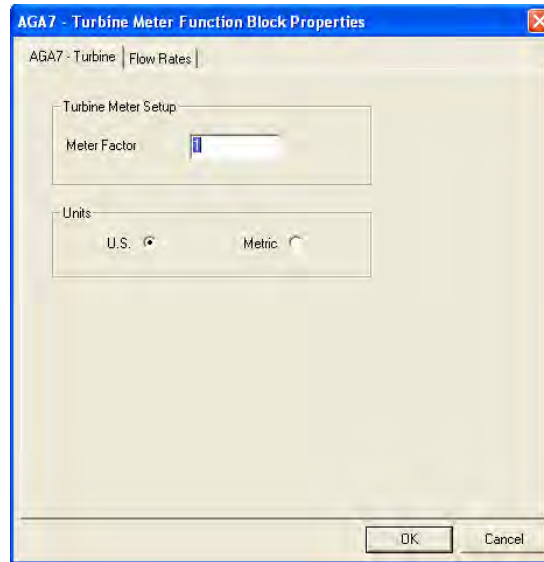 AGA7 - Turbine Meter Function Block Properties
AGA7 - Turbine Flow Rates
Turbine Meter Setup
Meter Factor 1
Units
U.S. Metric
OK Cancel